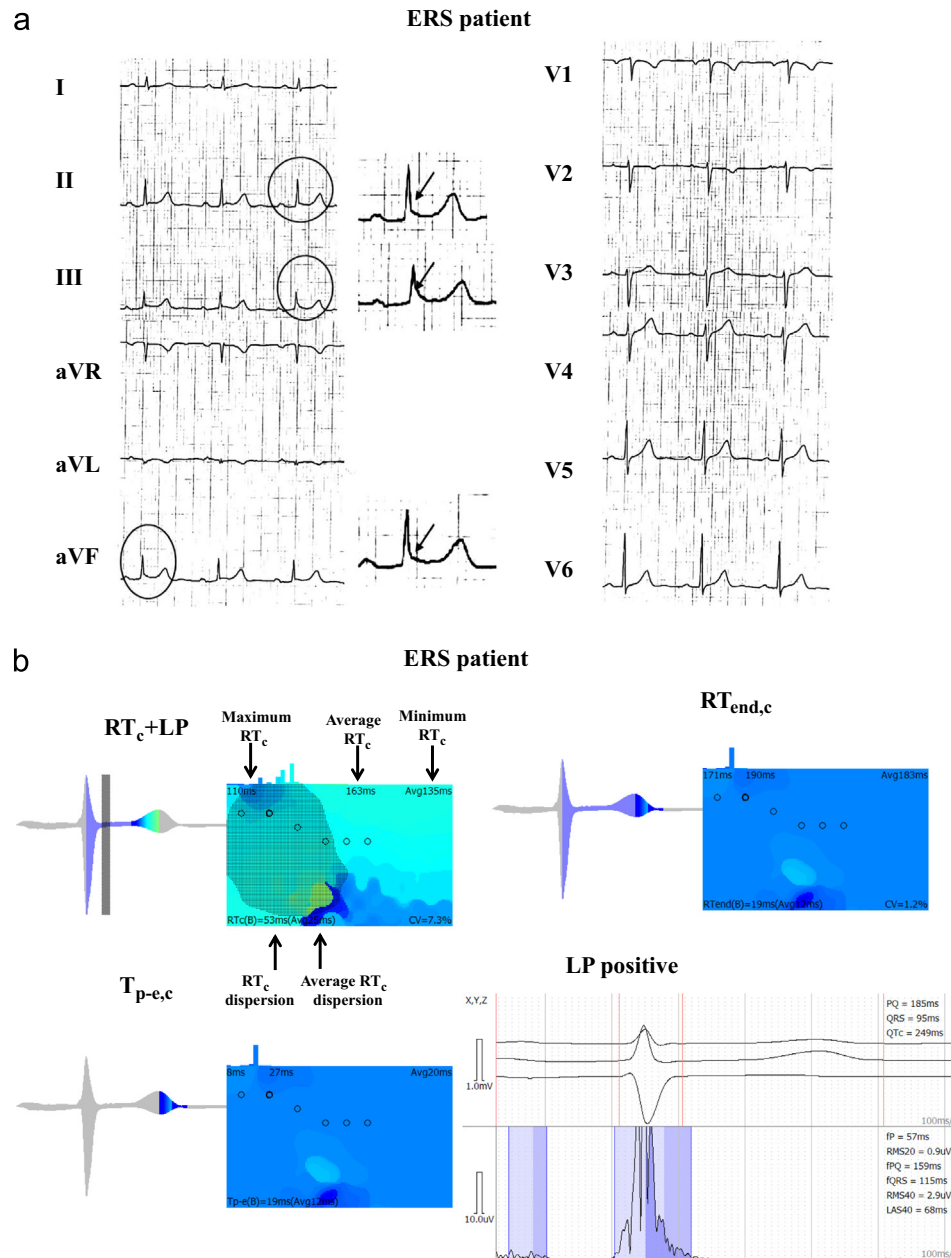 a
ERS patient
I
II
III
aVR
aVL
aVF
V1
V2
V3
V4
V5
V6
b
ERS patient
RTc+LP
Maximum
RTc
Average
RTc
Minimum
RTc
110ms
163ms
Avg135ms
RTc(B)=53ms(Avg25ms)
CV=7.3%
RTc
dispersion
Average RTc
dispersion
RTend,c
171ms
190ms
Avg183ms
RTend(B)=19ms(Avg12ms)
CV=1.2%
Tp-e,c
8ms
27ms
Avg20ms
Tp-e(B)=19ms(Avg12ms)
LP positive
X,Y,Z
PQ = 185ms
QRS = 95ms
QTc = 249ms
1.0mV
100ms/
fP = 57ms
RMS20 = 0.9uV
fPQ = 159ms
fQRS = 115ms
RMS40 = 2.9uV
LAS40 = 68ms
10.0uV
100ms/